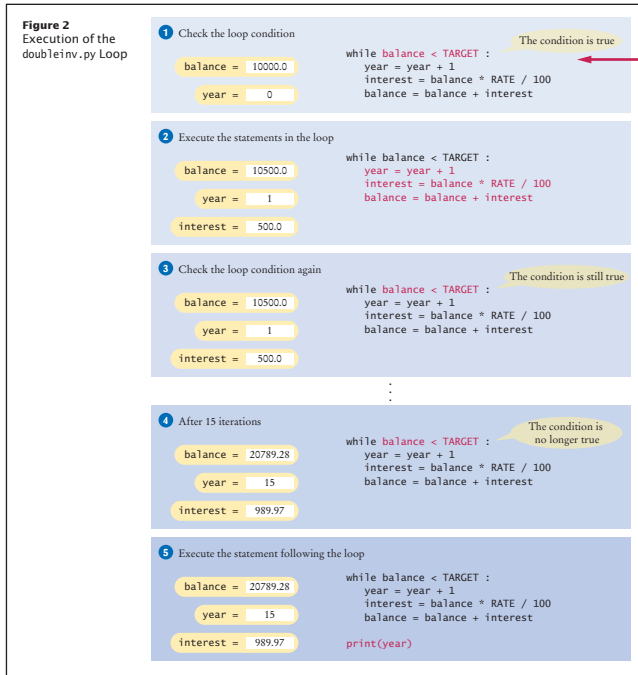 Figure 2
Execution of the
doubleinv.py Loop
1 Check the loop condition
balance = 10000.0
year = 0
while balance < TARGET :
year = year + 1
interest = balance * RATE / 100
balance = balance + interest
The condition is true
2 Execute the statements in the loop
balance = 10500.0
year = 1
interest = 500.0
while balance < TARGET :
year = year + 1
interest = balance * RATE / 100
balance = balance + interest
3 Check the loop condition again
balance = 10500.0
year = 1
interest = 500.0
while balance < TARGET :
year = year + 1
interest = balance * RATE / 100
balance = balance + interest
The condition is still true
4 After 15 iterations
balance = 20789.28
year = 15
interest = 989.97
while balance < TARGET :
year = year + 1
interest = balance * RATE / 100
balance = balance + interest
The condition is
no longer true
5 Execute the statement following the loop
balance = 20789.28
year = 15
interest = 989.97
while balance < TARGET :
year = year + 1
interest = balance * RATE / 100
balance = balance + interest
print(year)